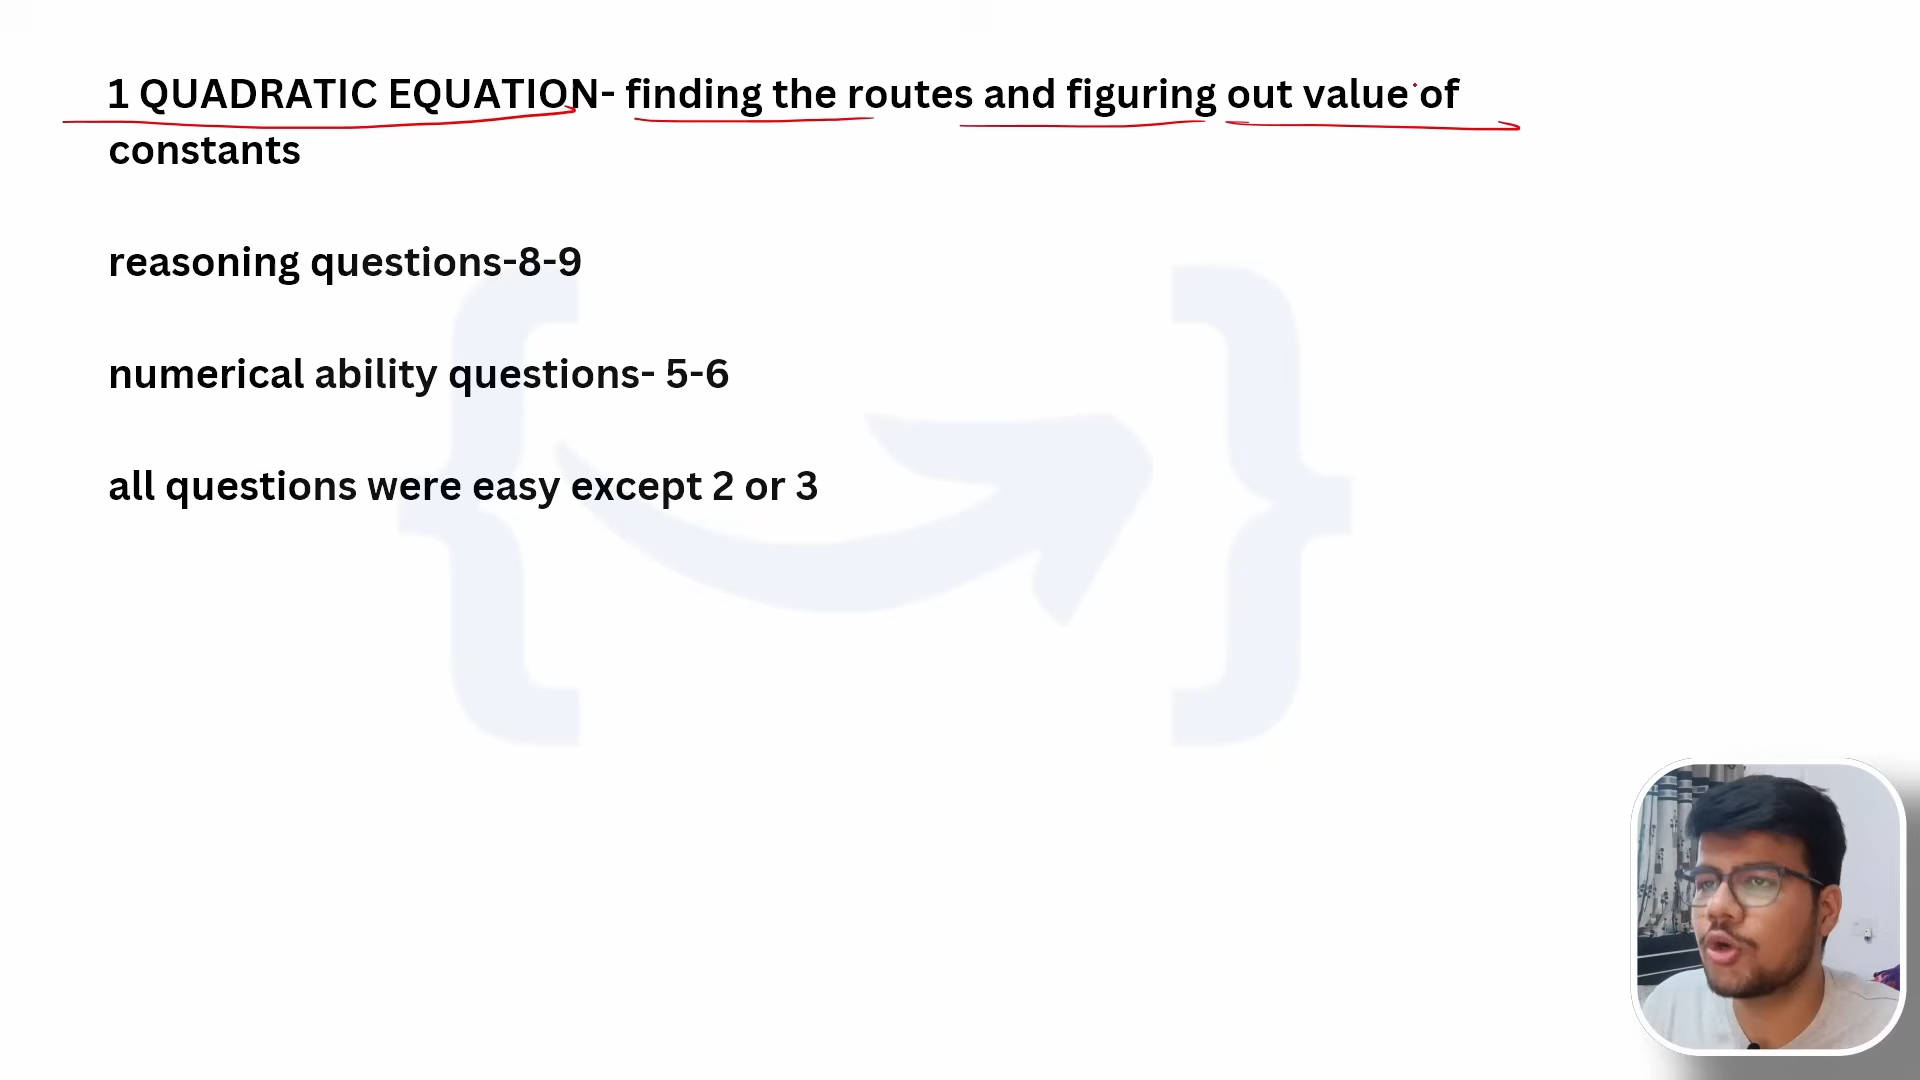 1 QUADRATIC EQUATION- finding the routes and figuring out value of
constants
reasoning questions-8-9
numerical ability questions- 5-6
all questions were easy except 2 or 3